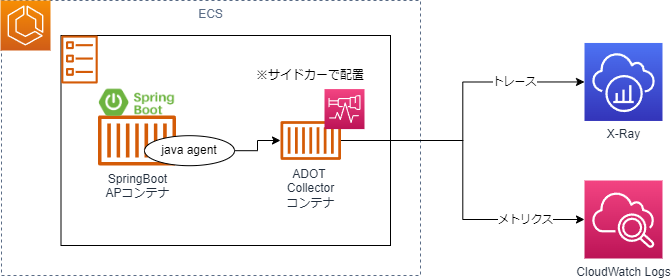 ECS
※サイドカーで配置
Spring
Boot
java agent
SpringBoot
APコンテナ
ADOT
Collector
コンテナ
トレース
X-Ray
メトリクス
CloudWatch Logs